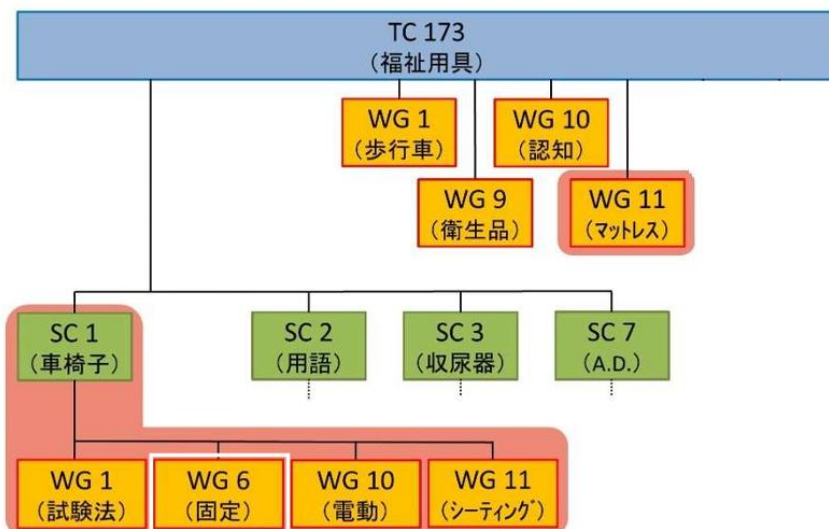 TC 173
(福祉用具)
WG 1
(歩行車)
WG 10
(認知)
WG 9
(衛生品)
WG 11
(ﾏｯﾄﾚｽ)
SC 1
(車椅子)
SC 2
(用語)
SC 3
(収尿器)
SC 7
(A.D.)
WG 1
(試験法)
WG 6
(固定)
WG 10
(電動)
WG 11
(ｼｰﾃｨﾝｸﾞ)